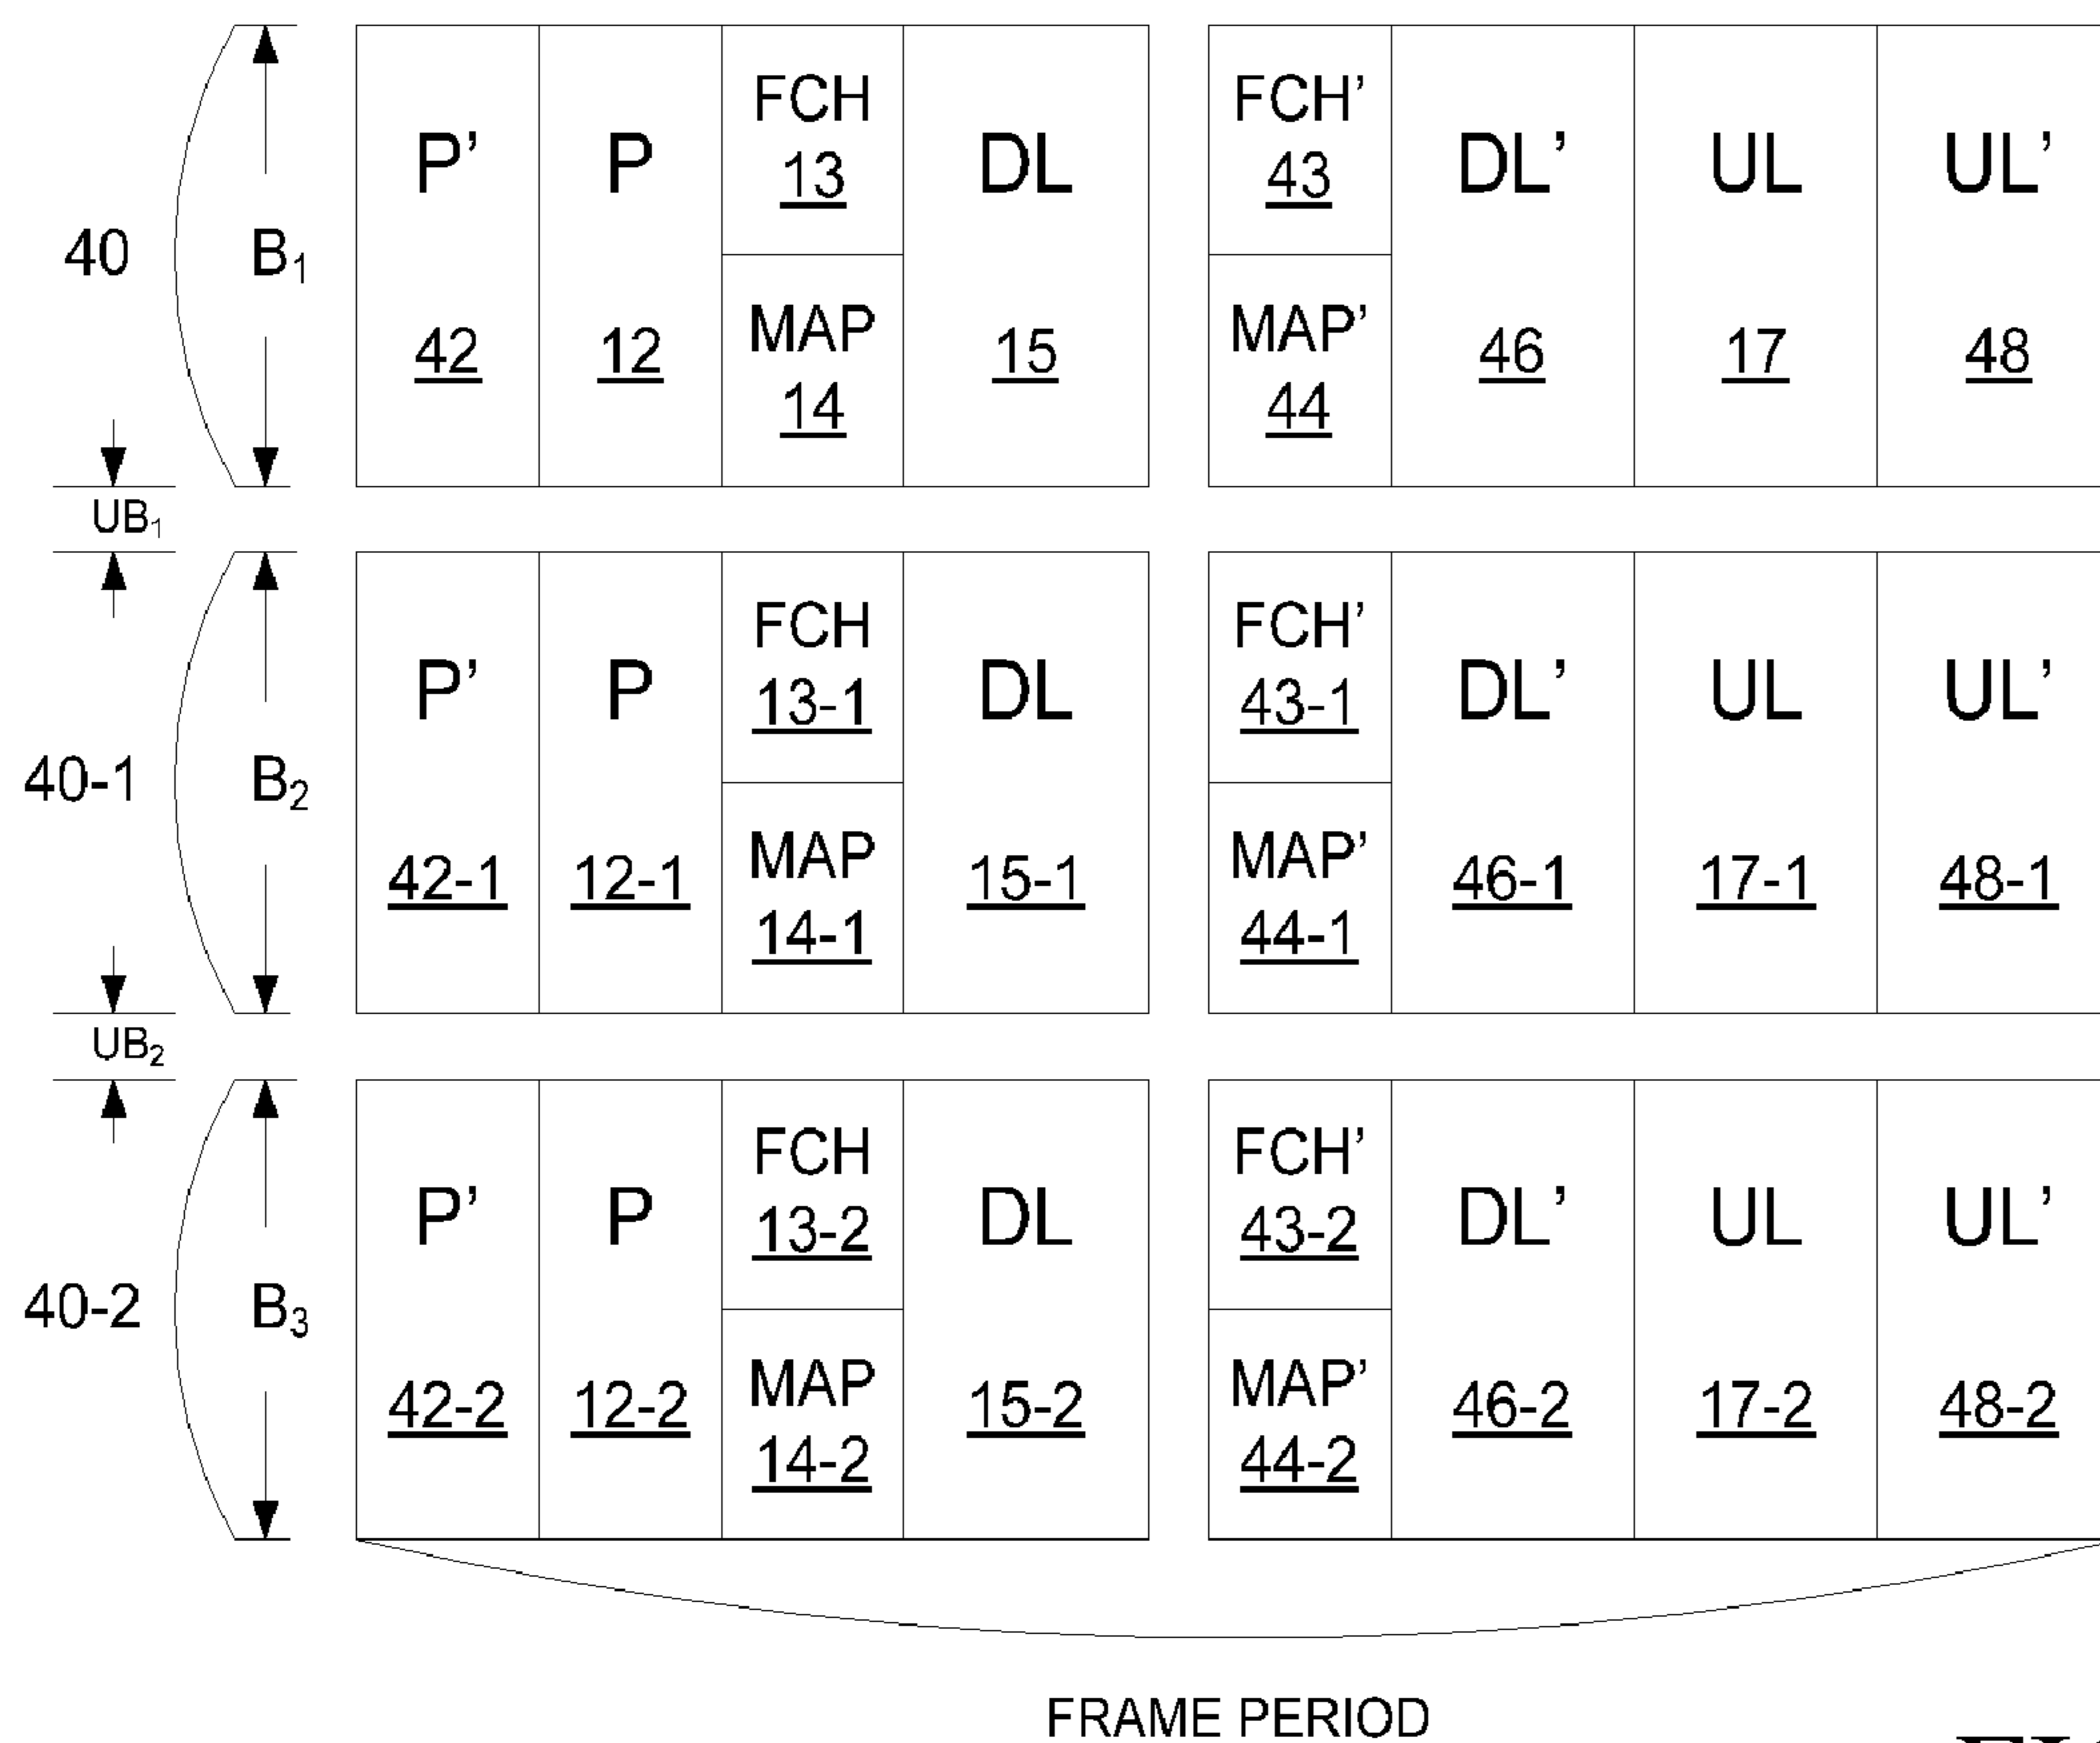 40
B1
P'
42
P
12
FCH
13
MAP
14
DL
15
FCH'
43
MAP'
44
DL'
46
UL
17
UL'
48
UB1
40-1
B2
P'
42-1
P
12-1
FCH
13-1
MAP
14-1
DL
15-1
FCH'
43-1
MAP'
44-1
DL'
46-1
UL
17-1
UL'
48-1
UB2
40-2
B3
P'
42-2
P
12-2
FCH
13-2
MAP
14-2
DL
15-2
FCH'
43-2
MAP'
44-2
DL'
46-2
UL
17-2
UL'
48-2
FRAME PERIOD